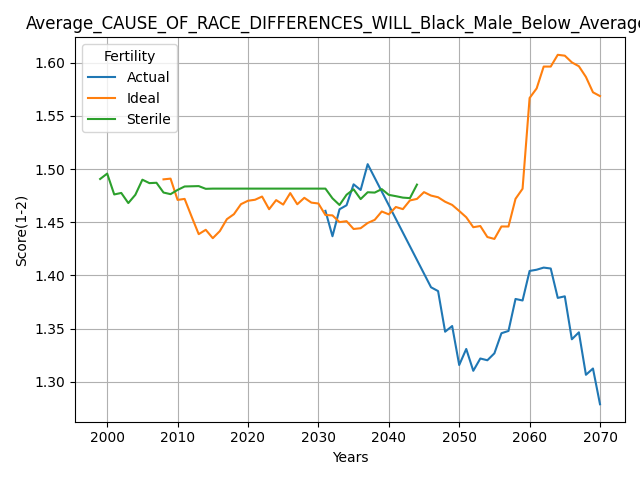 Average_CAUSE_OF_RACE_DIFFERENCES_WILL_Black_Male_Below_Average
Fertility
Actual
Ideal
Sterile
Score(1-2)
1.60
1.55
1.50
1.45
1.40
1.35
1.30
2000 2010 2020 2030 2040 2050 2060 2070
Years